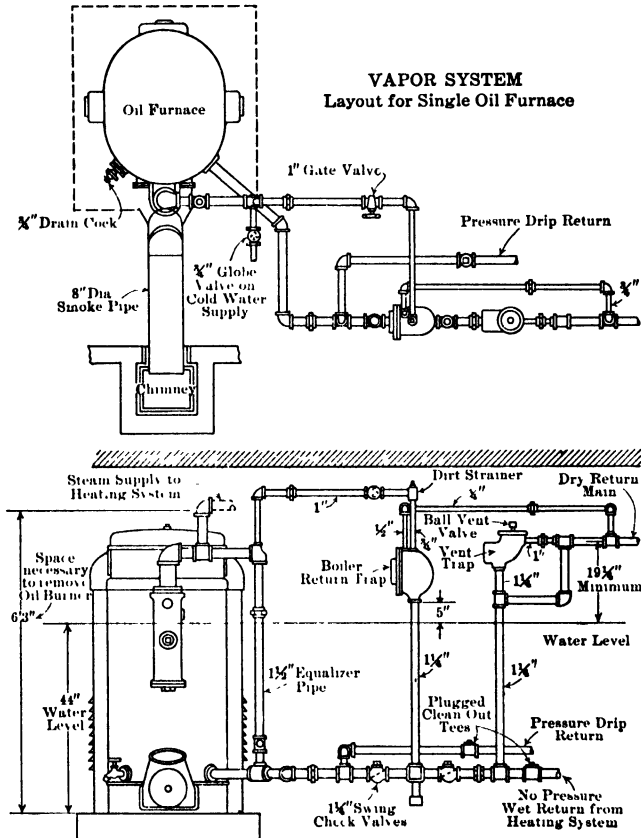 VAPOR SYSTEM
Layout for Single Oil Furnace
Oil Furnace
1" Gate Valve
¾" Drain Cock
Pressure Drip Return
¾" Globe
Valve on
Cold Water
Supply
8" Dia
Smoke Pipe
¾"
Chimney
Steam Supply to
Heating System
Dirt Strainer
Dry Return
Main
1"
¾"
Ball Vent
Valve
½"
¾"
Vent
Trap
1"
Space
necessary
to remove
Oil Burner
Boiler
Return Trap
1¼"
19¼"
Minimum
6'3"
5"
Water Level
44"
Water
Level
1½" Equalizer
Pipe
1¼"
1¼"
Plugged
Clean Out
Tees
Pressure Drip
Return
1¼" Swing
Check Valves
No Pressure
Wet Return from
Heating System